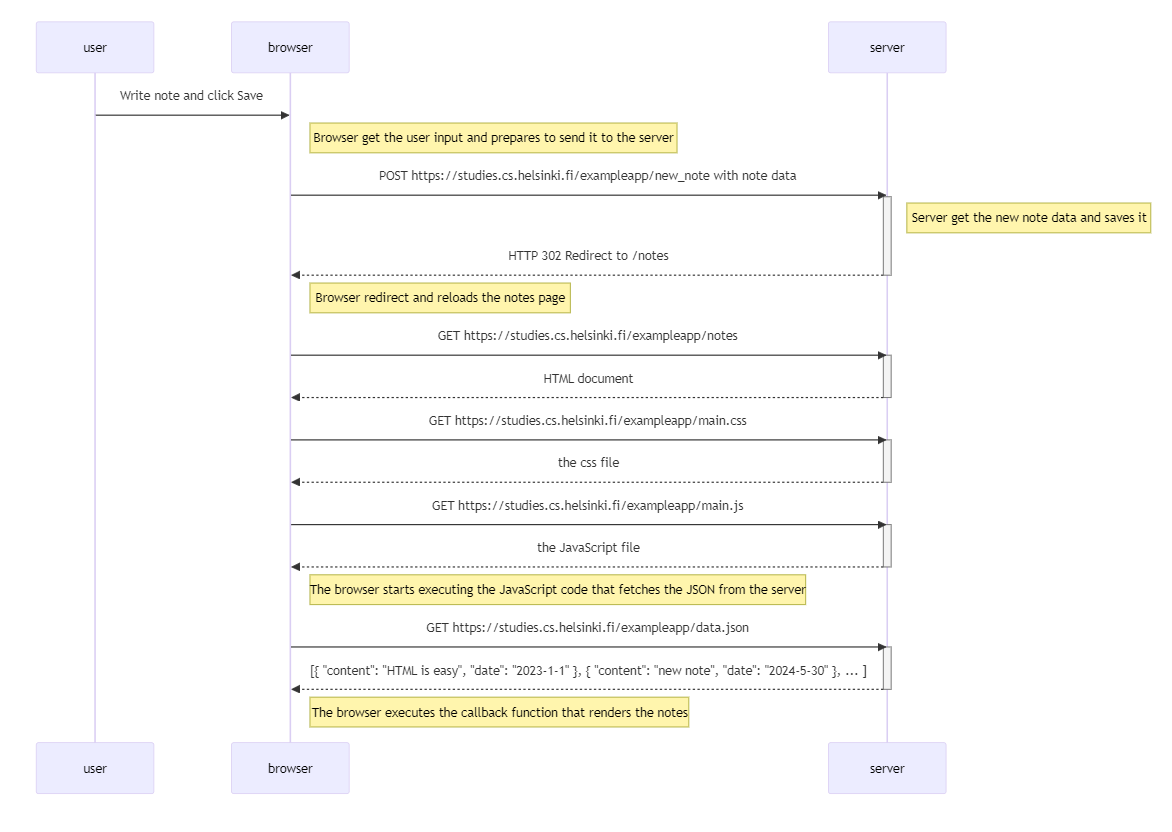 user
browser
server
Write note and click Save
Browser get the user input and prepares to send it to the server
POST https://studies.cs.helsinki.fi/exampleapp/new_note with note data
Server get the new note data and saves it
HTTP 302 Redirect to /notes
Browser redirect and reloads the notes page
GET https://studies.cs.helsinki.fi/exampleapp/notes
HTML document
GET https://studies.cs.helsinki.fi/exampleapp/main.css
the css file
GET https://studies.cs.helsinki.fi/exampleapp/main.js
the JavaScript file
The browser starts executing the JavaScript code that fetches the JSON from the server
GET https://studies.cs.helsinki.fi/exampleapp/data.json
[{ "content": "HTML is easy", "date": "2023-1-1" }, { "content": "new note", "date": "2024-5-30" }, ... ]
The browser executes the callback function that renders the notes
user
browser
server